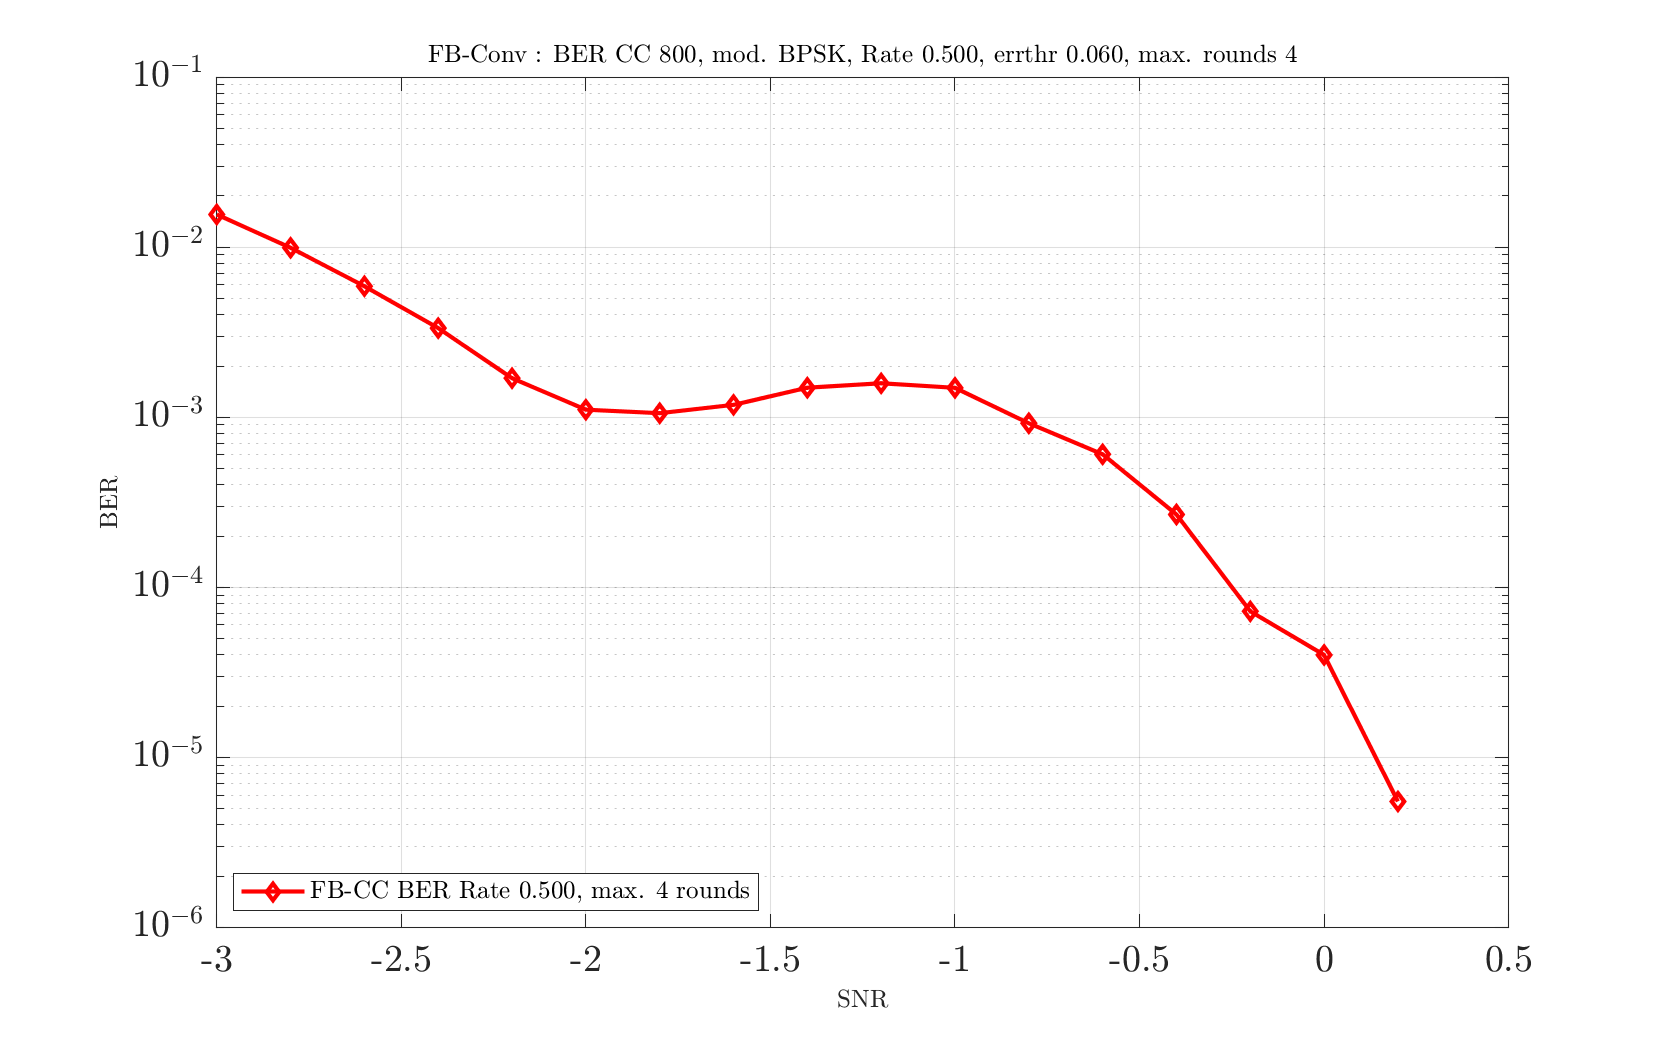 FB-Conv : BER CC 800, mod. BPSK, Rate 0.500, errthr 0.060, max. rounds 4
10^{-1}
10^{-2}
10^{-3}
10^{-4}
10^{-5}
10^{-6}
BER
FB-CC BER Rate 0.500, max. 4 rounds
-3 -2.5 -2 -1.5 -1 -0.5 0 0.5
SNR